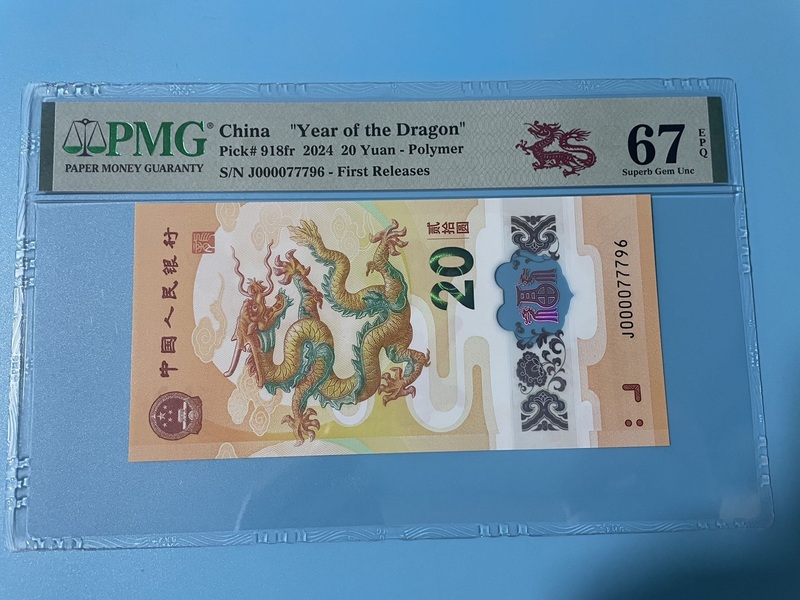 PMG®
PAPER MONEY GUARANTY
China "Year of the Dragon"
Pick# 918fr 2024 20 Yuan - Polymer
S/N J000077796 - First Releases
67
EPQ
Superb Gem Unc
中国人民银行
贰拾圆
20
J000077796